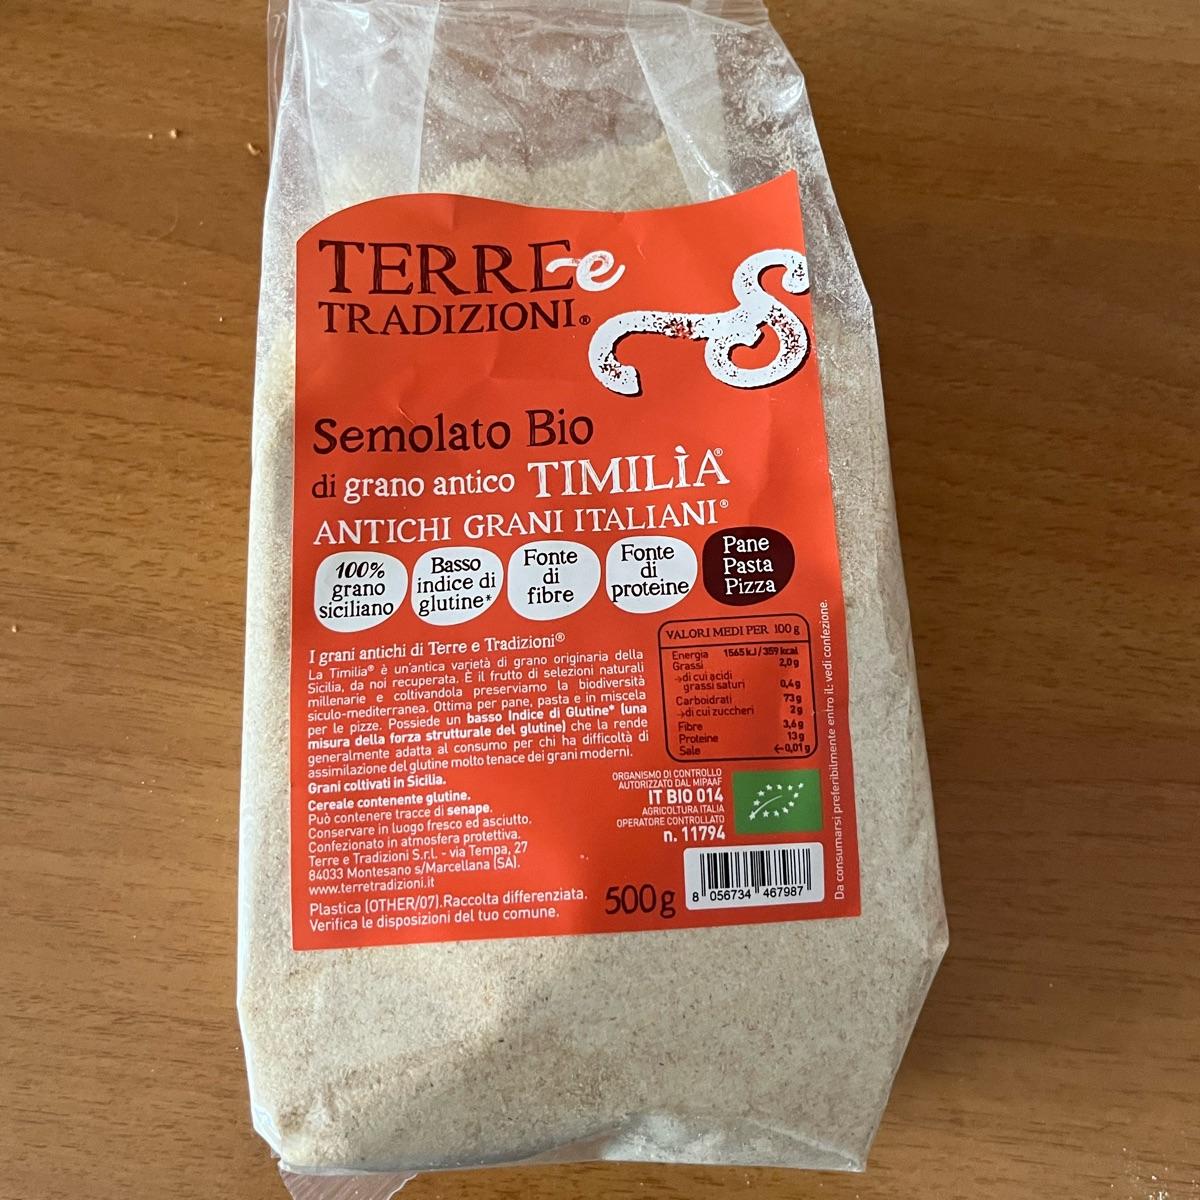 TERRE e
TRADIZIONI®
Semolato Bio
di grano antico TIMILÌA®
ANTICHI GRANI ITALIANI®
100%
grano
siciliano
Basso
indice di
glutine*
Fonte
di
fibre
Fonte
di
proteine
Pane
Pasta
Pizza
I grani antichi di Terre e Tradizioni®
La Timilia® è un'antica varietà di grano originaria della
Sicilia, da noi recuperata. È il frutto di selezioni naturali
millenarie e coltivandola preserviamo la biodiversità
siculo-mediterranea. Ottima per pane, pasta e in miscela
per le pizze. Possiede un basso Indice di Glutine* (una
misura della forza strutturale del glutine) che la rende
generalmente adatta al consumo per chi ha difficoltà di
assimilazione del glutine molto tenace dei grani moderni.
Grani coltivati in Sicilia.
Cereale contenente glutine.
Può contenere tracce di senape.
Conservare in luogo fresco ed asciutto.
Confezionato in atmosfera protettiva.
Terre e Tradizioni S.r.l. - via Tempa, 27
84033 Montesano s/Marcellana (SA).
www.terretradizioni.it
Plastica (OTHER/07).Raccolta differenziata.
Verifica le disposizioni del tuo comune.
VALORI MEDI PER 100 g
Energia 1565 kJ / 359 kcal
Grassi 2,0 g
→di cui acidi
grassi saturi 0,4 g
Carboidrati 73 g
→di cui zuccheri 2 g
Fibre 3,6 g
Proteine 13 g
Sale <0,01 g
ORGANISMO DI CONTROLLO
AUTORIZZATO DAL MIPAAF
IT BIO 014
AGRICOLTURA ITALIA
OPERATORE CONTROLLATO
n. 11794
500 g
8 056734 467987
Da consumarsi preferibilmente entro il: vedi confezione.